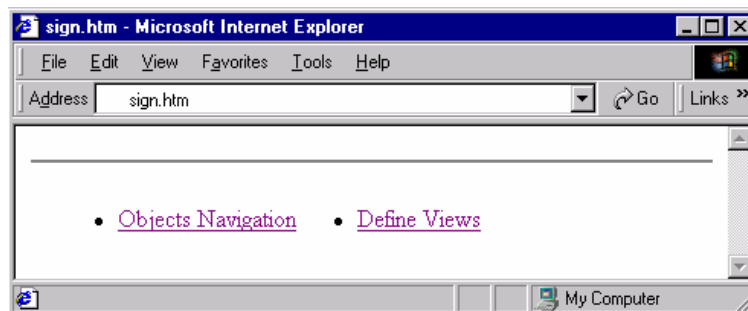 sign.htm - Microsoft Internet Explorer
File Edit View Favorites Tools Help
Address sign.htm Go Links »
• Objects Navigation • Define Views
My Computer